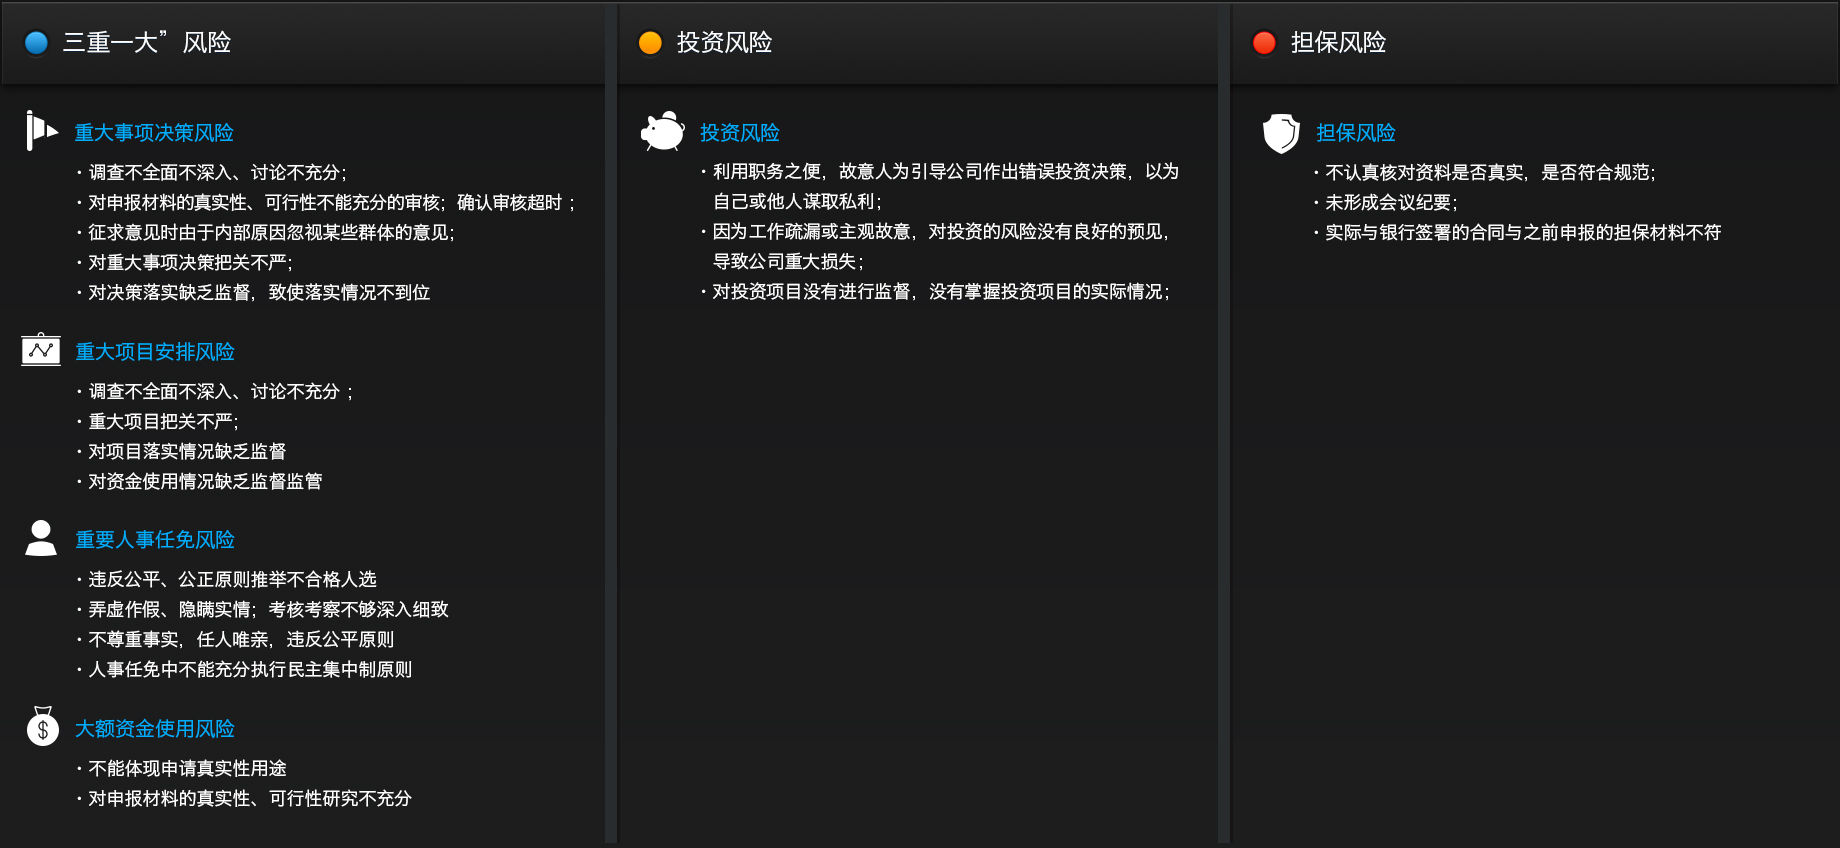 三重一大”风险
重大事项决策风险
· 调查不全面不深入、讨论不充分；
· 对申报材料的真实性、可行性不能充分的审核；确认审核超时 ；
· 征求意见时由于内部原因忽视某些群体的意见；
· 对重大事项决策把关不严；
· 对决策落实缺乏监督，致使落实情况不到位
重大项目安排风险
· 调查不全面不深入、讨论不充分 ；
· 重大项目把关不严；
· 对项目落实情况缺乏监督
· 对资金使用情况缺乏监督监管
重要人事任免风险
· 违反公平、公正原则推举不合格人选
· 弄虚作假、隐瞒实情；考核考察不够深入细致
· 不尊重事实，任人唯亲，违反公平原则
· 人事任免中不能充分执行民主集中制原则
$
大额资金使用风险
· 不能体现申请真实性用途
· 对申报材料的真实性、可行性研究不充分
投资风险
投资风险
· 利用职务之便，故意人为引导公司作出错误投资决策，以为
自己或他人谋取私利；
· 因为工作疏漏或主观故意，对投资的风险没有良好的预见，
导致公司重大损失；
· 对投资项目没有进行监督，没有掌握投资项目的实际情况；
担保风险
担保风险
· 不认真核对资料是否真实，是否符合规范；
· 未形成会议纪要；
· 实际与银行签署的合同与之前申报的担保材料不符